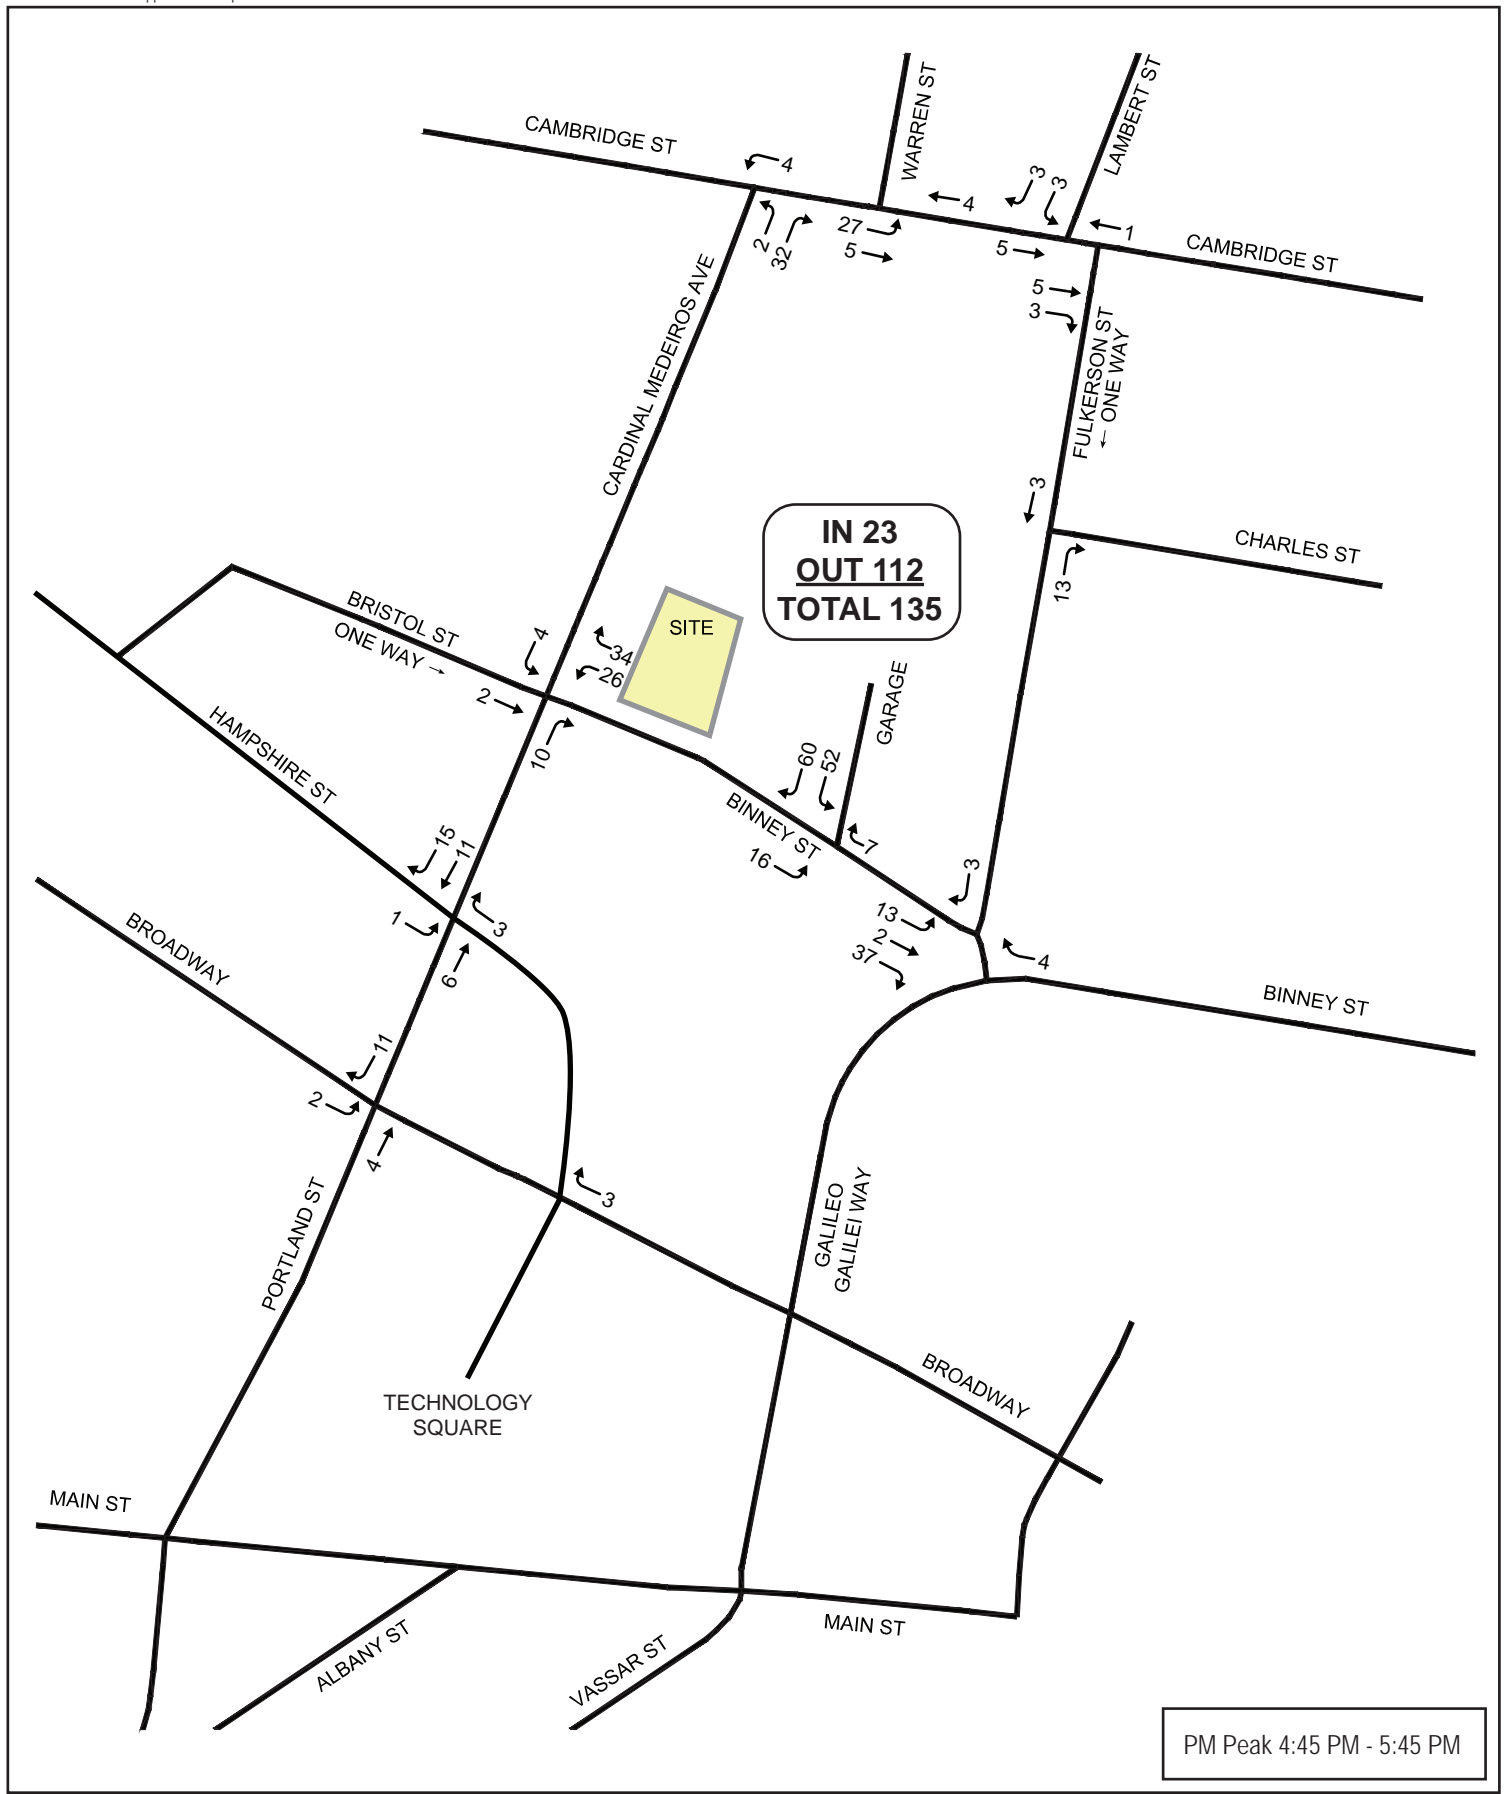 CAMBRIDGE ST
WARREN ST
LAMBERT ST
4
4
3
3
1
2
32
27
5
5
CAMBRIDGE ST
5
3
CARDINAL MEDEIROS AVE
FULKERSON ST
← ONE WAY
3
IN 23
OUT 112
TOTAL 135
CHARLES ST
13
BRISTOL ST
ONE WAY →
4
34
26
SITE
2
10
GARAGE
HAMPSHIRE ST
60
52
BINNEY ST
16
7
15
11
1
3
6
3
13
2
37
4
BROADWAY
BINNEY ST
11
2
4
3
PORTLAND ST
GALILEO
GALILEI WAY
TECHNOLOGY
SQUARE
BROADWAY
MAIN ST
MAIN ST
ALBANY ST
VASSAR ST
PM Peak 4:45 PM - 5:45 PM